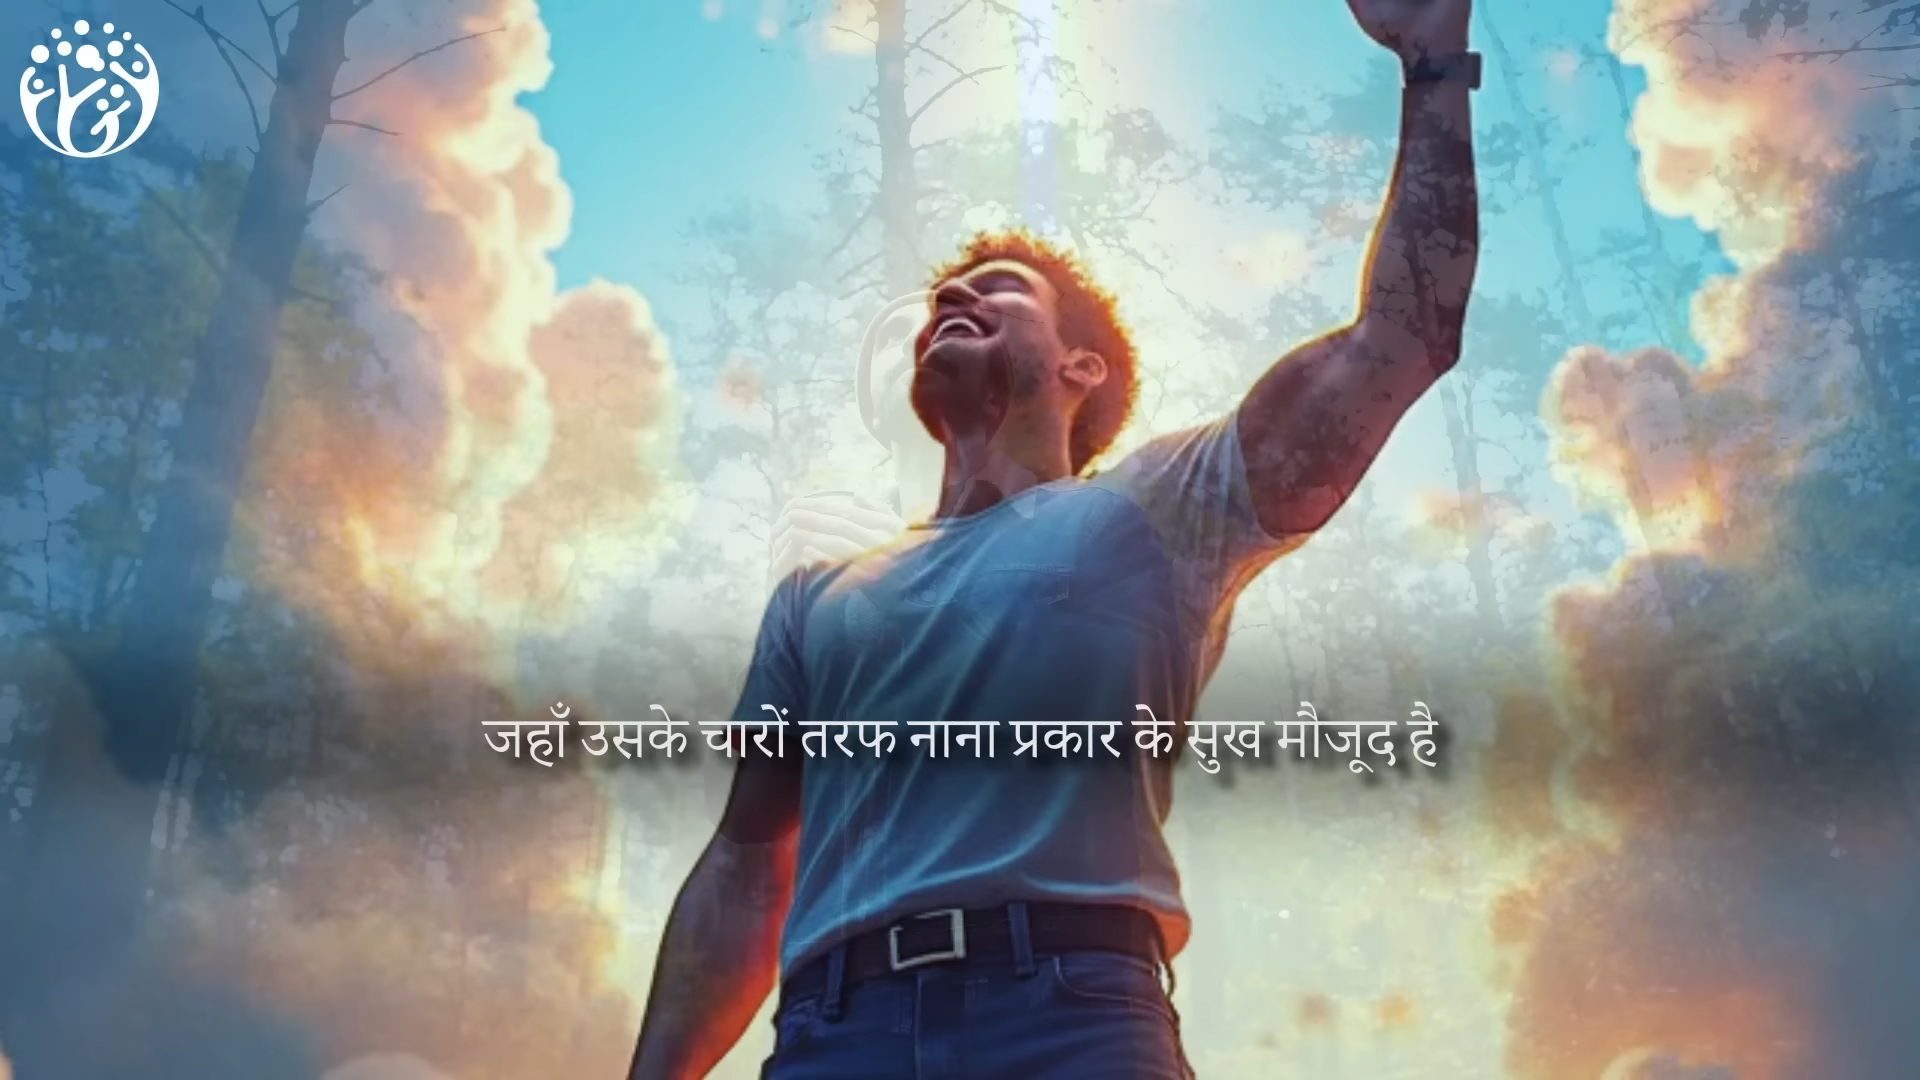 जहाँ उसके चारों तरफ नाना प्रकार के सुख मौजूद है